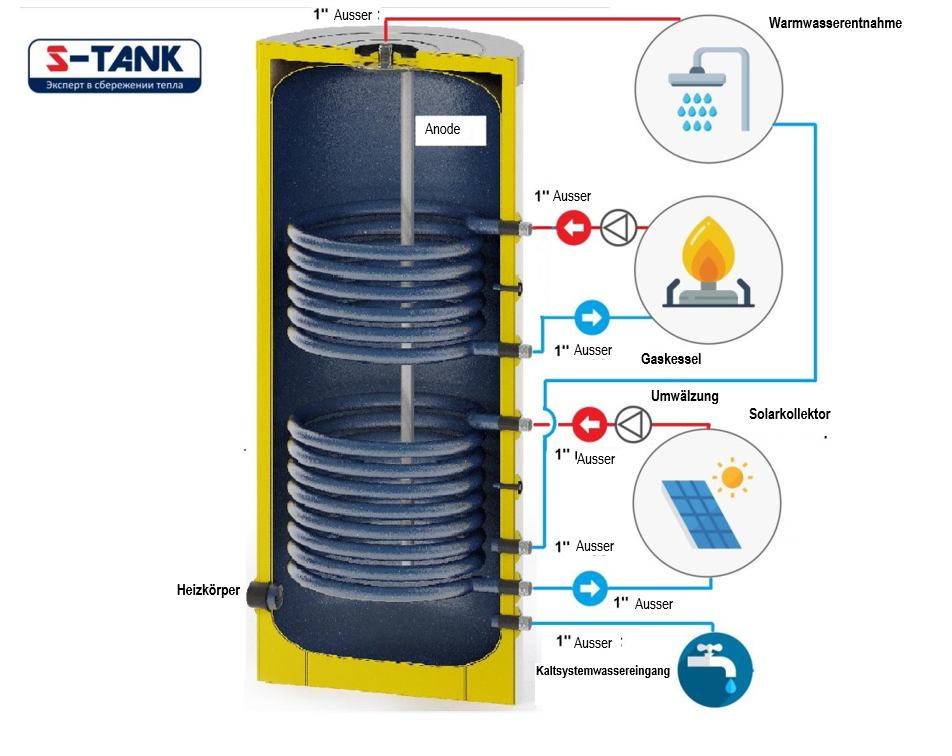 1" Ausser :
Warmwasserentnahme
S-TANK
Эксперт в сбережении тепла
Anode
1" Ausser
1" Ausser
Gaskessel
Umwälzung
Solarkollektor
1" Ausser
1" Ausser
Heizkörper
1" Ausser
1" Ausser :
Kaltsystemwassereingang